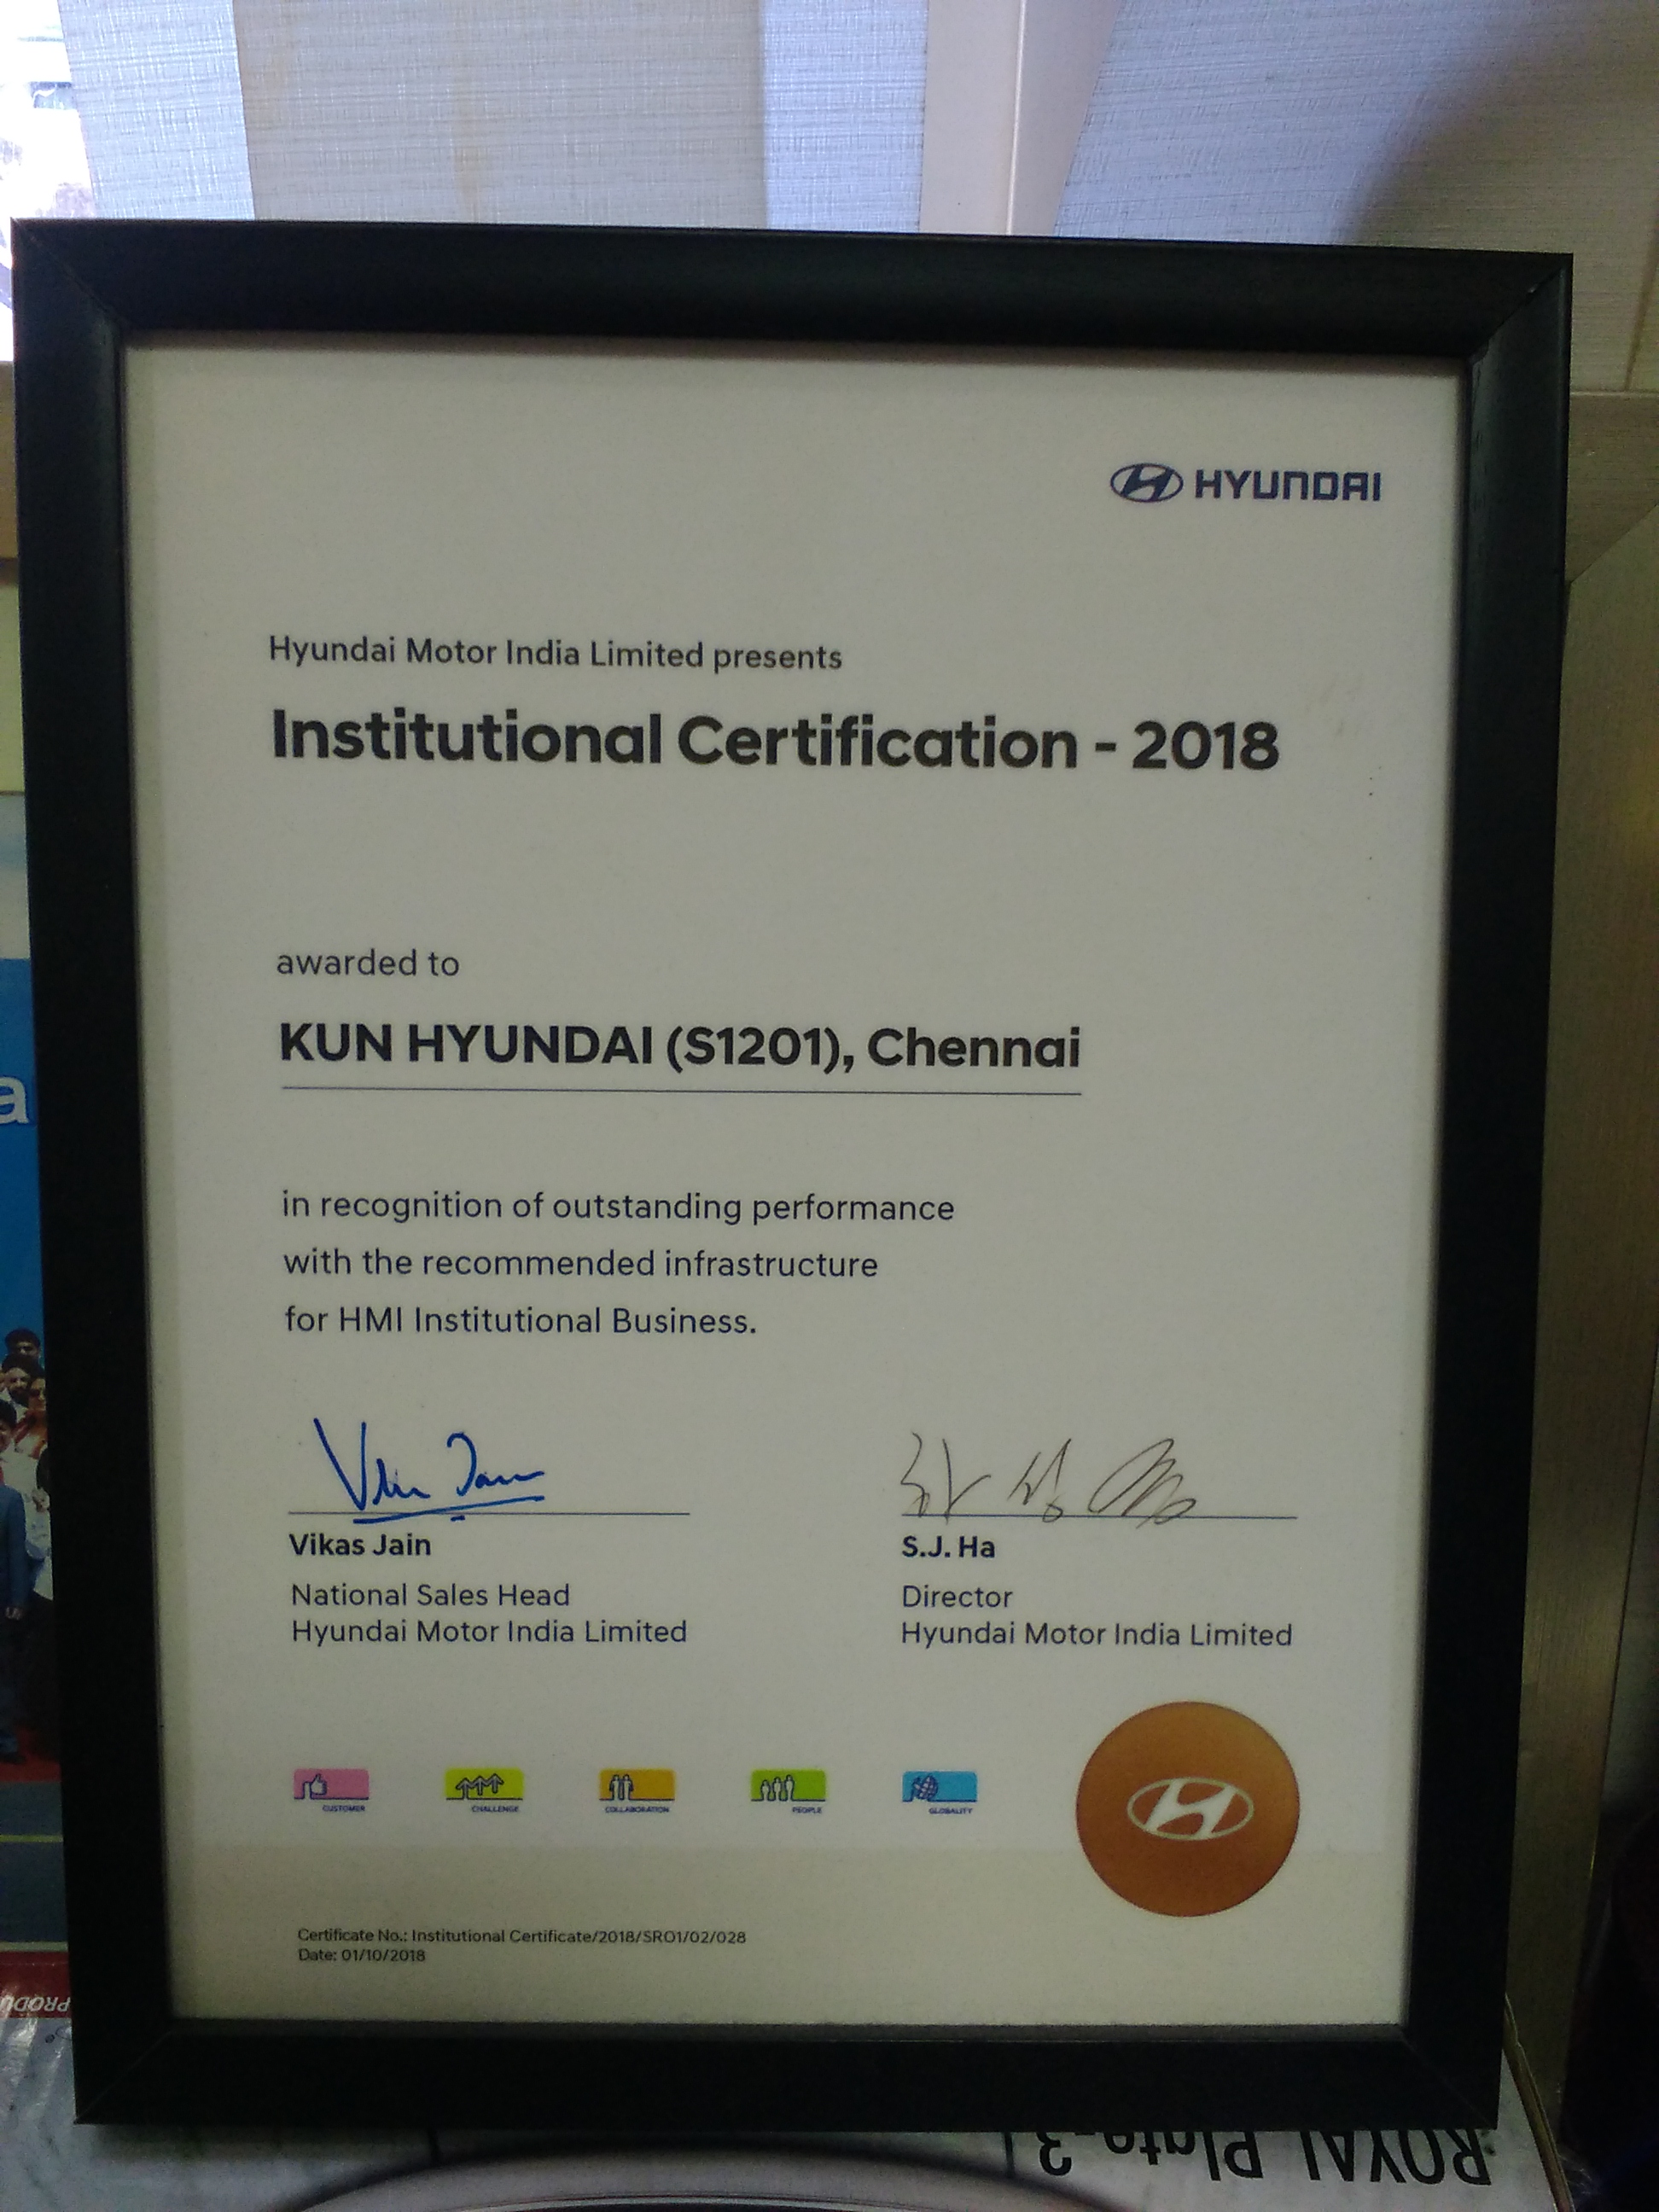 HYUNDAI
Hyundai Motor India Limited presents
Institutional Certification - 2018
awarded to
KUN HYUNDAI (S1201), Chennai
in recognition of outstanding performance
with the recommended infrastructure
for HMI Institutional Business.
Vikas Jain
National Sales Head
Hyundai Motor India Limited
S.J. Ha
Director
Hyundai Motor India Limited
CUSTOMER
CHALLENGE
COLLABORATION
PEOPLE
GLOBALITY
Certificate No.: Institutional Certificate/2018/SRO1/02/028
Date: 01/10/2018
a
PRODU
ROYAL Plate-3